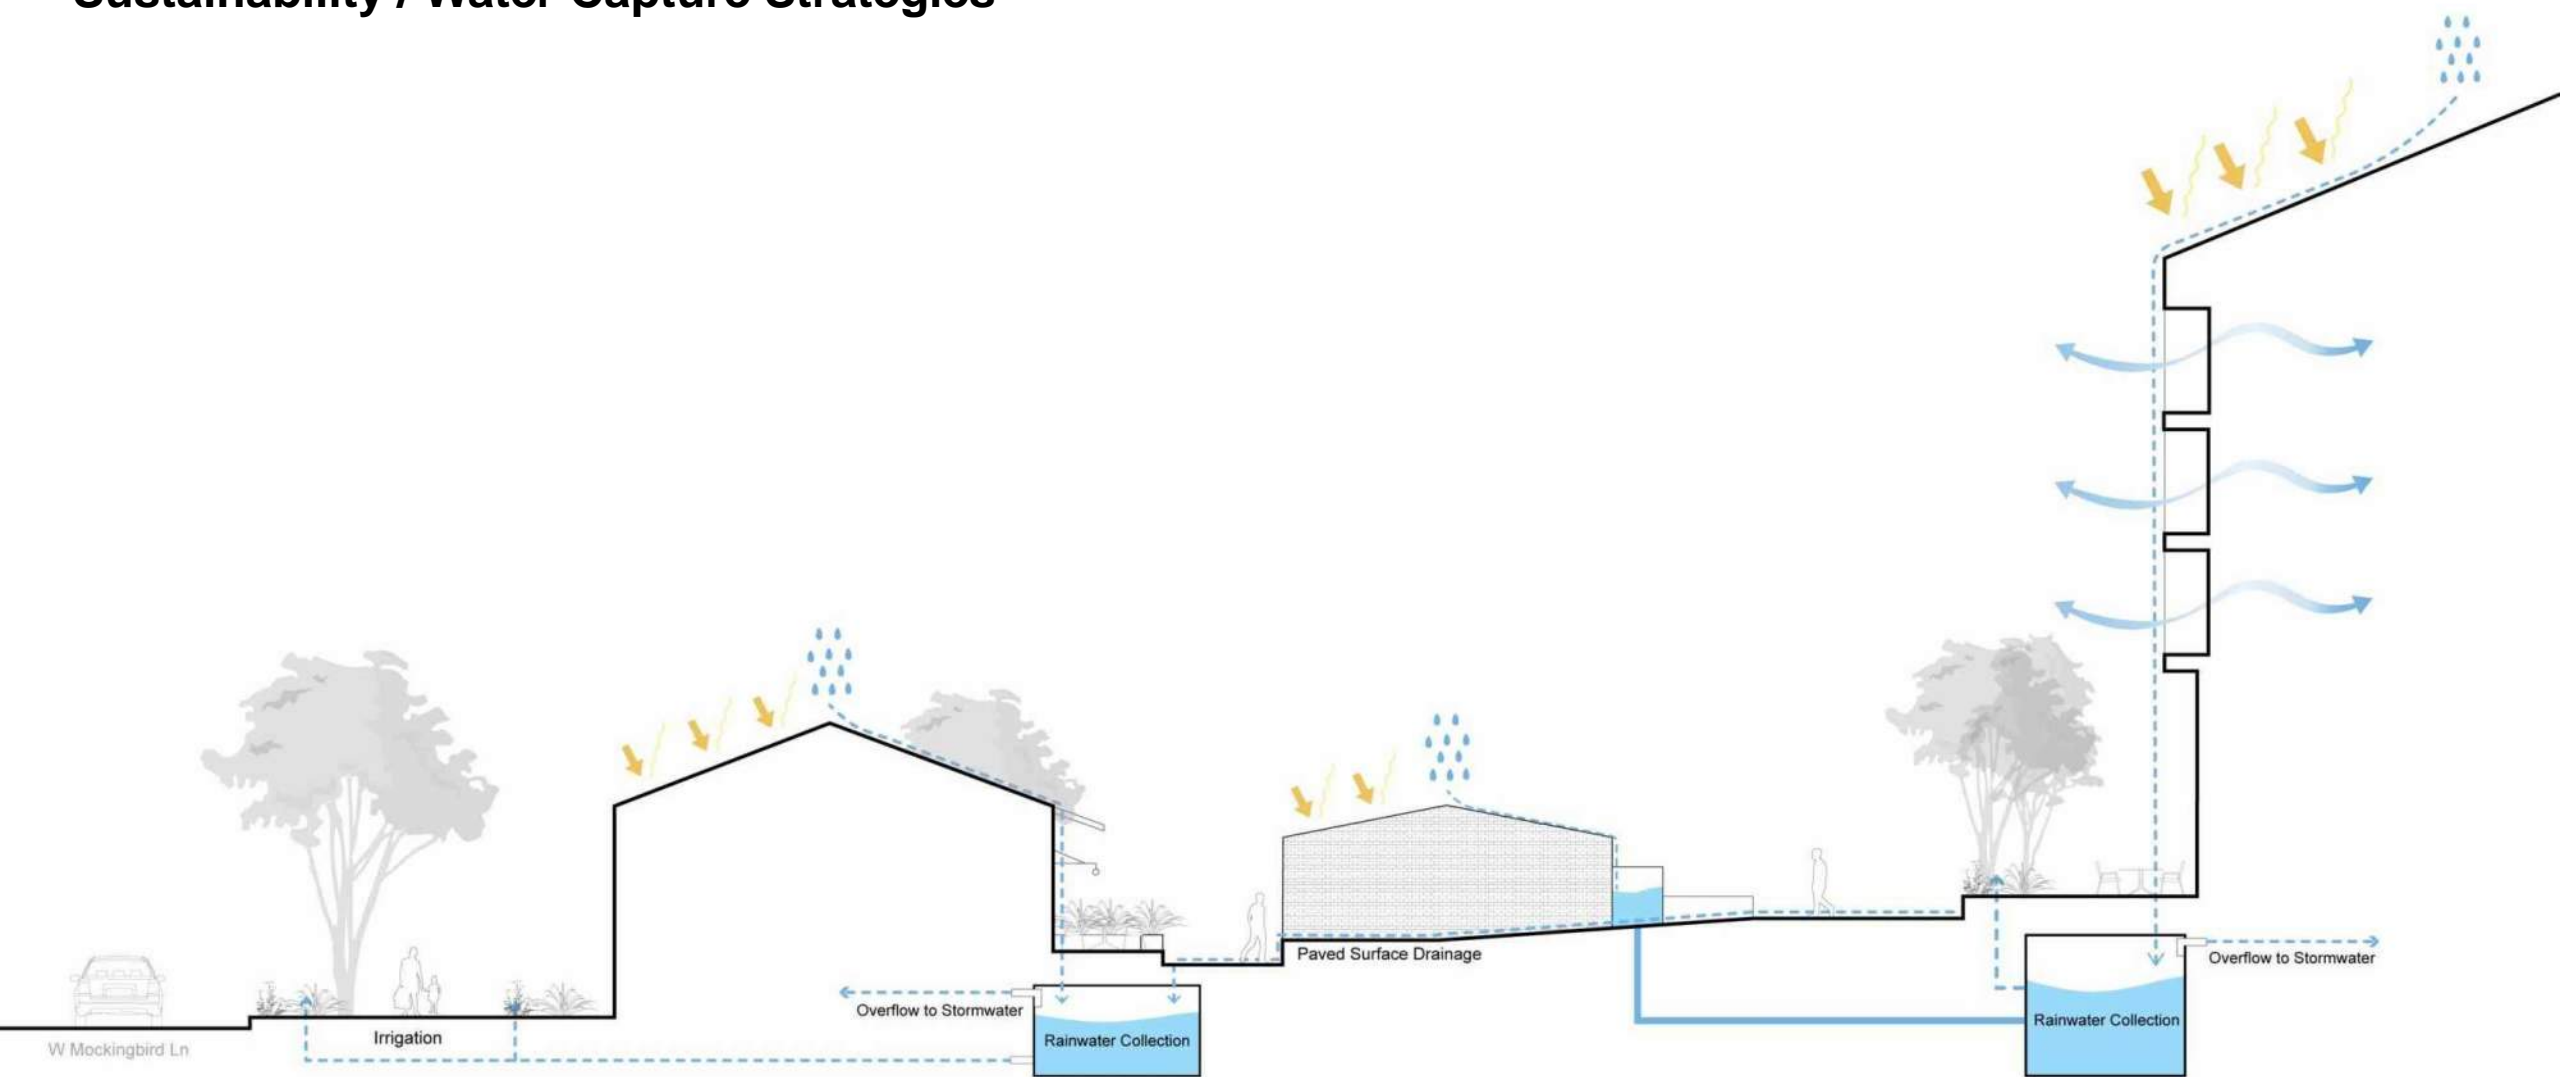 Sustainability / Water Capture Strategies
Paved Surface Drainage
Overflow to Stormwater
Overflow to Stormwater
Rainwater Collection
Rainwater Collection
Irrigation
W Mockingbird Ln